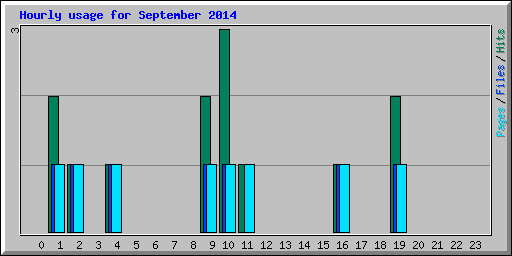 Hourly usage for September 2014
3
Pages/Files/Hits
0 1 2 3 4 5 6 7 8 9 10 11 12 13 14 15 16 17 18 19 20 21 22 23